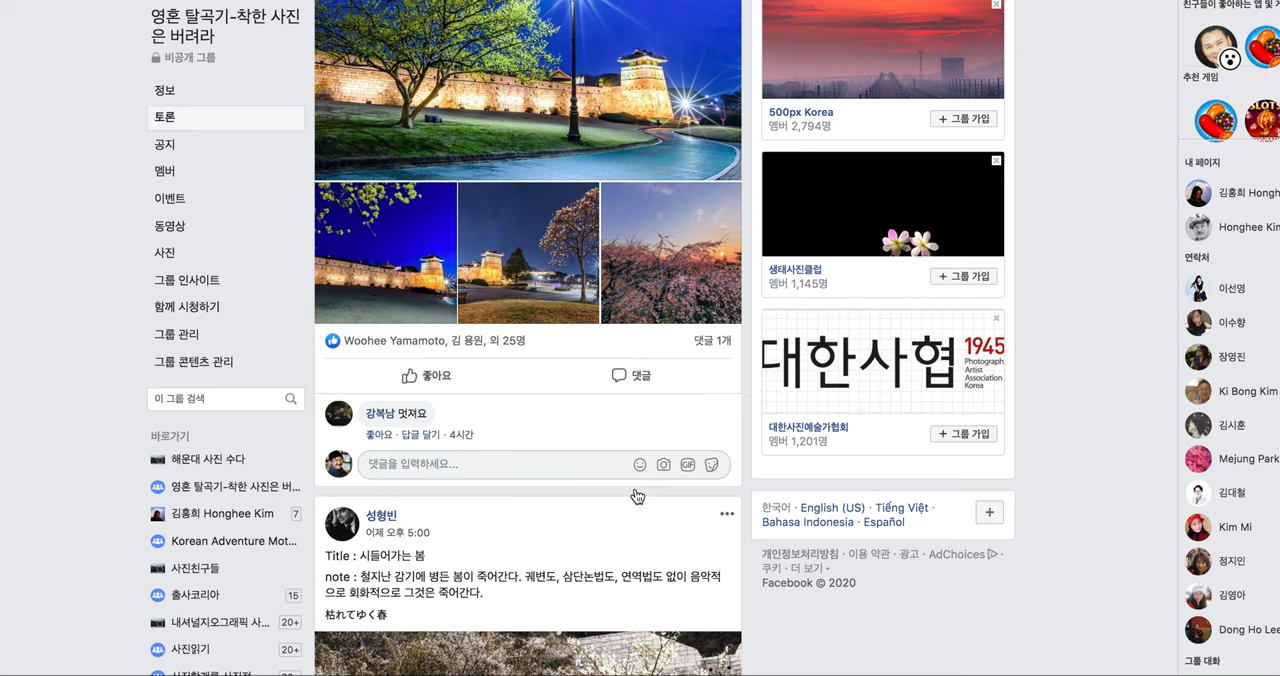 영혼 탈곡기-착한 사진
은 버려라
비공개 그룹
정보
토론
공지
멤버
이벤트
동영상
사진
그룹 인사이트
함께 시청하기
그룹 관리
그룹 콘텐츠 관리
이 그룹 검색
바로가기
해운대 사진 수다
영혼 탈곡기-착한 사진은 버...
김홍희 Honghee Kim 7
Korean Adventure Mot...
사진친구들
출사코리아 15
내셔널지오그래픽 사... 20+
사진읽기 20+
Woohee Yamamoto, 김 용원, 외 25명 댓글 1개
좋아요 댓글
강복남 멋져요
좋아요 · 답글 달기 · 4시간
댓글을 입력하세요...
GIF
성형빈
어제 오후 5:00
Title : 시들어가는 봄
note : 철지난 감기에 병든 봄이 죽어간다. 궤변도, 삼단논법도, 연역법도 없이 음악적
으로 회화적으로 그것은 죽어간다.
枯れてゆく春
500px Korea
멤버 2,794명
+ 그룹 가입
생태사진클럽
멤버 1,145명
+ 그룹 가입
대한사협
1945
Photograph
Artist
Association
Korea
대한사진예술가협회
멤버 1,201명
+ 그룹 가입
한국어 · English (US) · Tiếng Việt ·
Bahasa Indonesia · Español
개인정보처리방침 · 이용 약관 · 광고 · AdChoices ·
쿠키 · 더 보기
Facebook © 2020
친구들이 좋아하는 앱 및
추천 게임
SLOTS
내 페이지
김홍희 Hongh
Honghee Kim
연락처
이선영
이수향
장영진
Ki Bong Kim
김시훈
Mejung Park
김대철
Kim Mi
정지인
김영아
Dong Ho Lee
그룹 대화